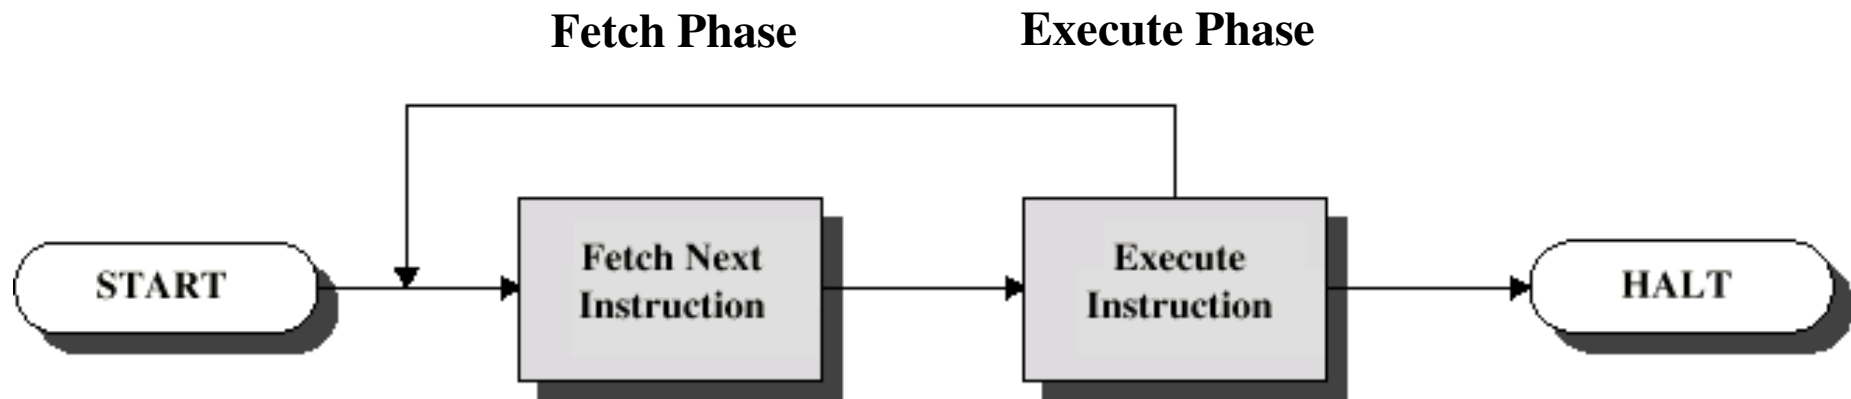 Fetch Phase
Execute Phase
START
Fetch Next
Instruction
Execute
Instruction
HALT